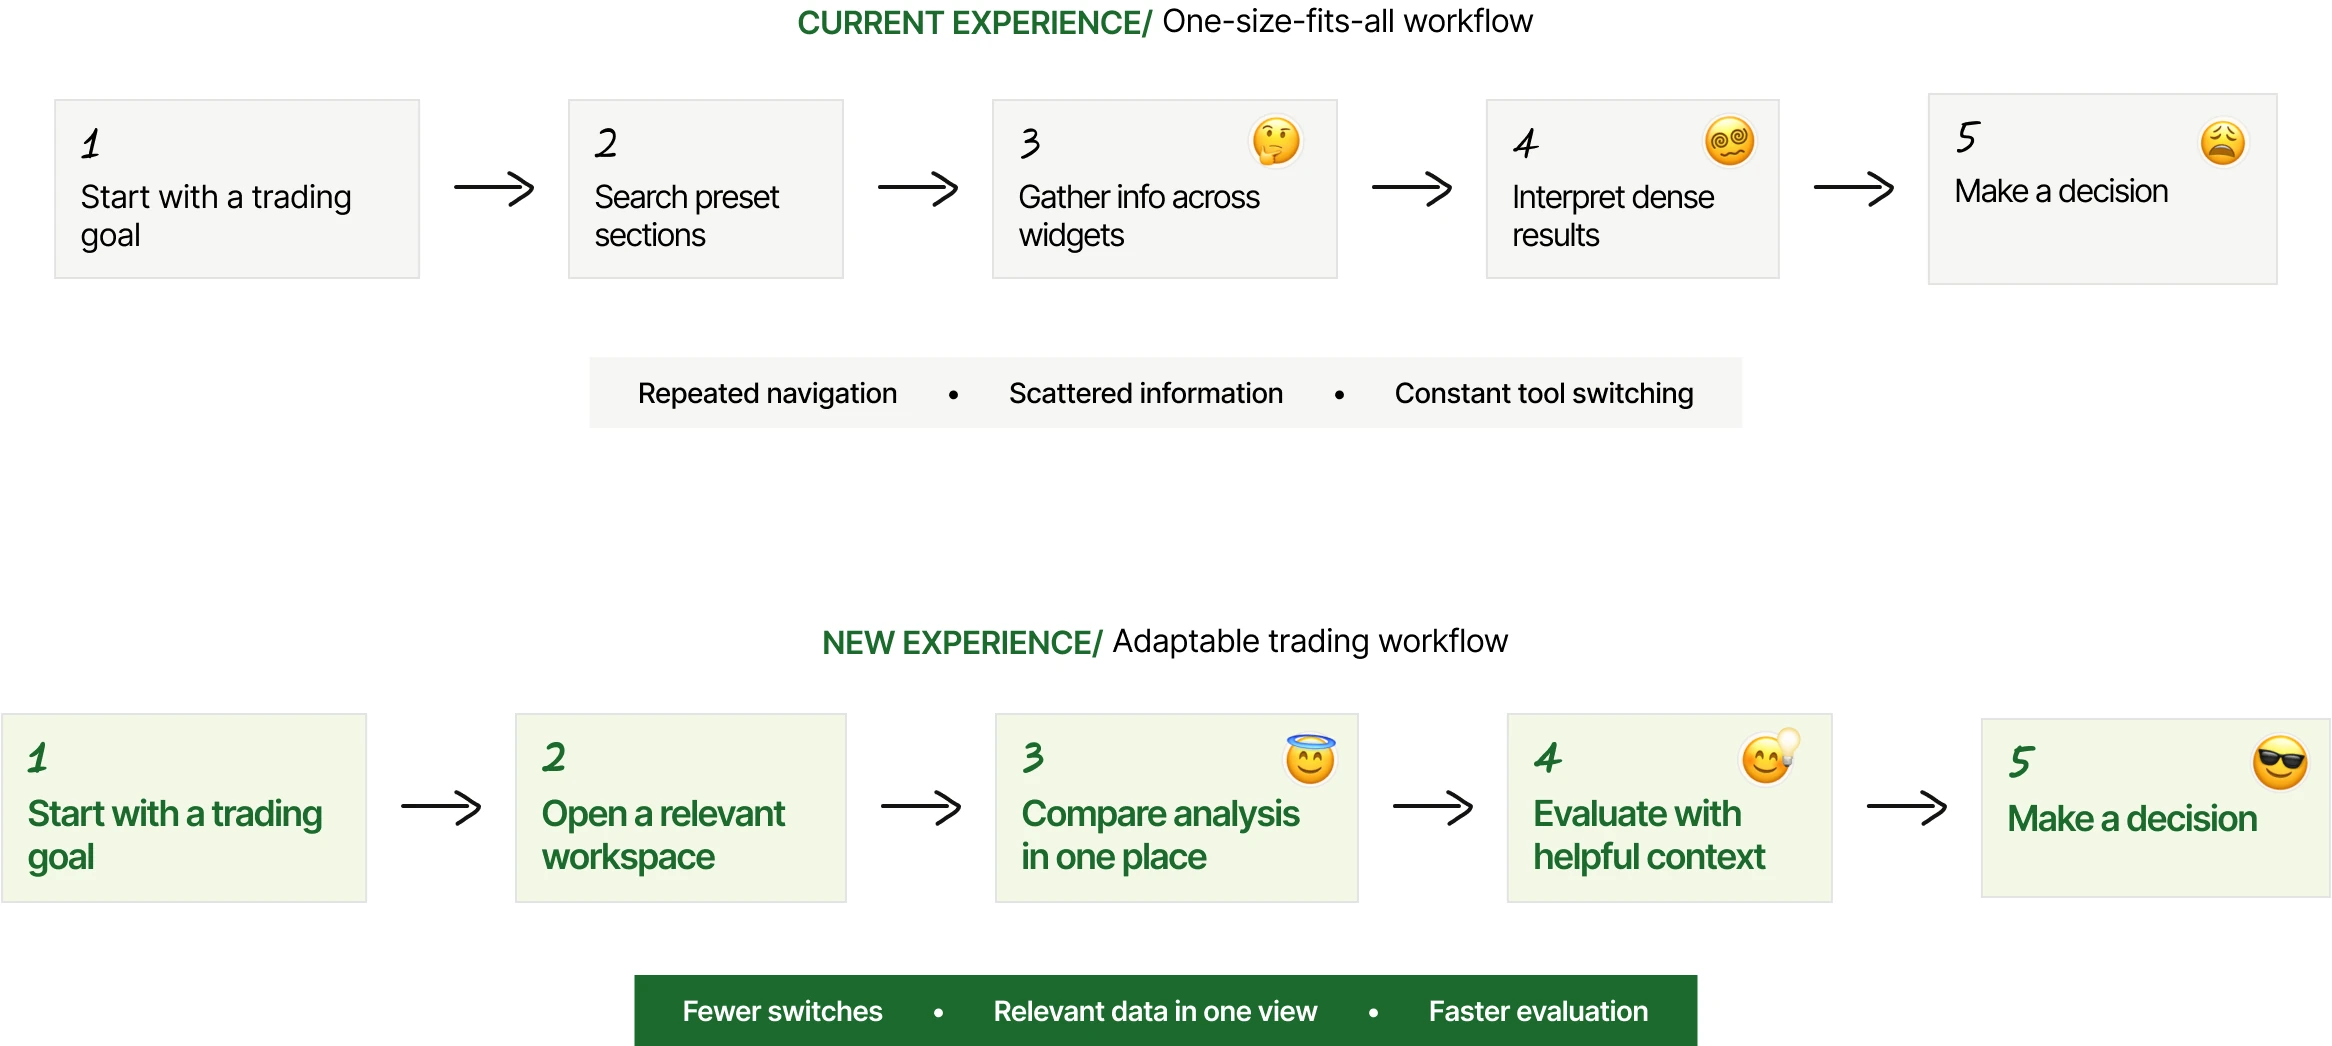 CURRENT EXPERIENCE/ One-size-fits-all workflow
1
Start with a trading
goal
2
Search preset
sections
3
Gather info across
widgets
4
Interpret dense
results
5
Make a decision
Repeated navigation • Scattered information • Constant tool switching
NEW EXPERIENCE/ Adaptable trading workflow
1
Start with a trading
goal
2
Open a relevant
workspace
3
Compare analysis
in one place
4
Evaluate with
helpful context
5
Make a decision
Fewer switches • Relevant data in one view • Faster evaluation